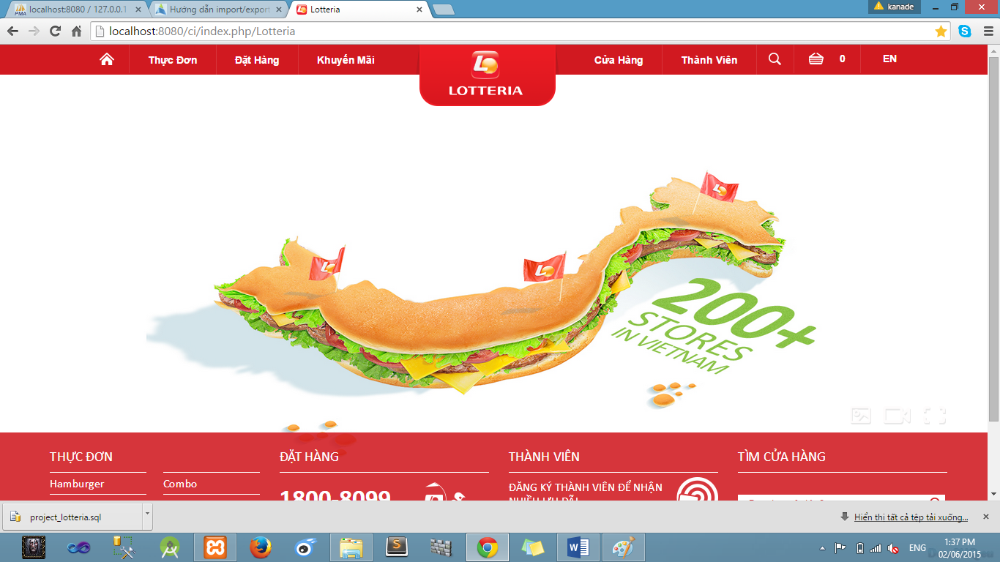 localhost:8080 / 127.0.0.1
Hướng dẫn import/export
Lotteria
kanade
localhost:8080/ci/index.php/Lotteria
Thực Đơn
Đặt Hàng
Khuyến Mãi
LOTTERIA
Cửa Hàng
Thành Viên
0
EN
200+
STORES
IN VIETNAM
THỰC ĐƠN
Hamburger
Combo
ĐẶT HÀNG
1800-8099
THÀNH VIÊN
ĐĂNG KÝ THÀNH VIÊN ĐỂ NHẬN
NHIỀU ƯU ĐÃI
TÌM CỬA HÀNG
project_lotteria.sql
Hiển thị tất cả tệp tải xuống...
ENG
1:37 PM
02/06/2015